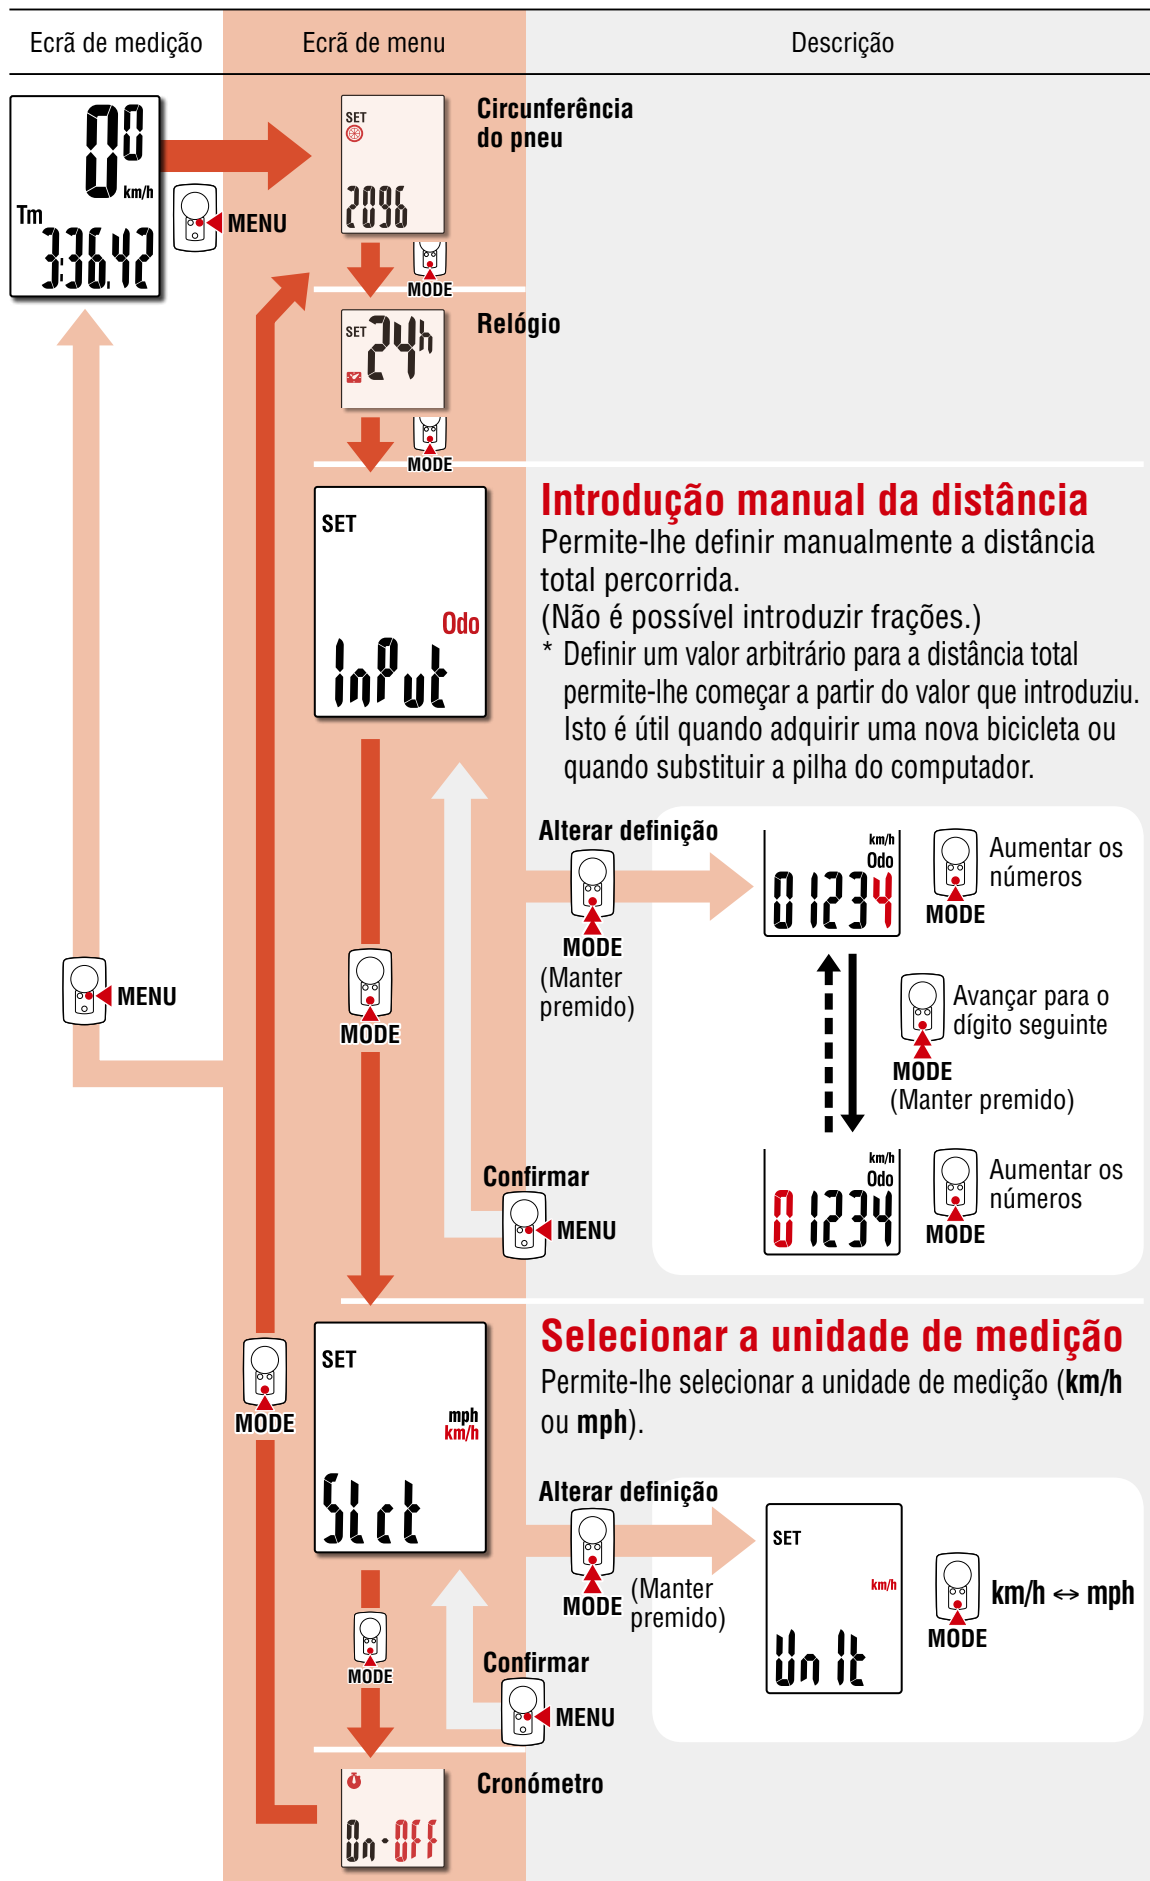 Ecrã de medição
Ecrã de menu
Descrição
0⁰
km/h
Tm
3:36.42
MENU
SET
2096
Circunferência
do pneu
MODE
SET
24h
Relógio
MODE
SET
Odo
InPut
Introdução manual da distância
Permite-lhe definir manualmente a distância
total percorrida.
(Não é possível introduzir frações.)
* Definir um valor arbitrário para a distância total
permite-lhe começar a partir do valor que introduziu.
Isto é útil quando adquirir uma nova bicicleta ou
quando substituir a pilha do computador.
Alterar definição
MODE
(Manter
premido)
km/h
Odo
01234
Aumentar os
números
MODE
Avançar para o
dígito seguinte
MODE
(Manter premido)
km/h
Odo
01234
Aumentar os
números
MODE
MENU
MODE
Confirmar
MENU
SET
mph
km/h
Slct
MODE
Selecionar a unidade de medição
Permite-lhe selecionar a unidade de medição (km/h
ou mph).
Alterar definição
MODE
(Manter
premido)
SET
km/h
Unit
km/h ↔ mph
MODE
MODE
Confirmar
MENU
On-OFF
Cronómetro